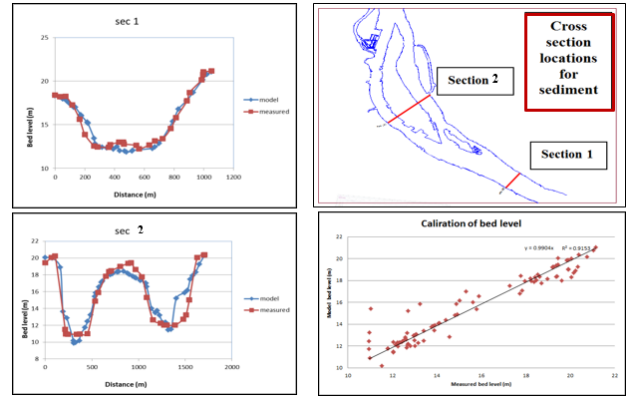 sec 1
25
20
15
10
Bed level (m)
0 200 400 600 800 1000 1200
Distance (m)
model
measured
Cross
section
locations
for
sediment
Section 2
Section 1
sec 2
22
20
18
16
14
12
10
8
Bed level(m)
0 500 1000 1500 2000
Distance (m)
model
measured
Caliration of bed level
y = 0.9904x R² = 0.9153
22
20
18
16
14
12
10
Model bed level (m)
10 12 14 16 18 20 22
Measured bed level (m)